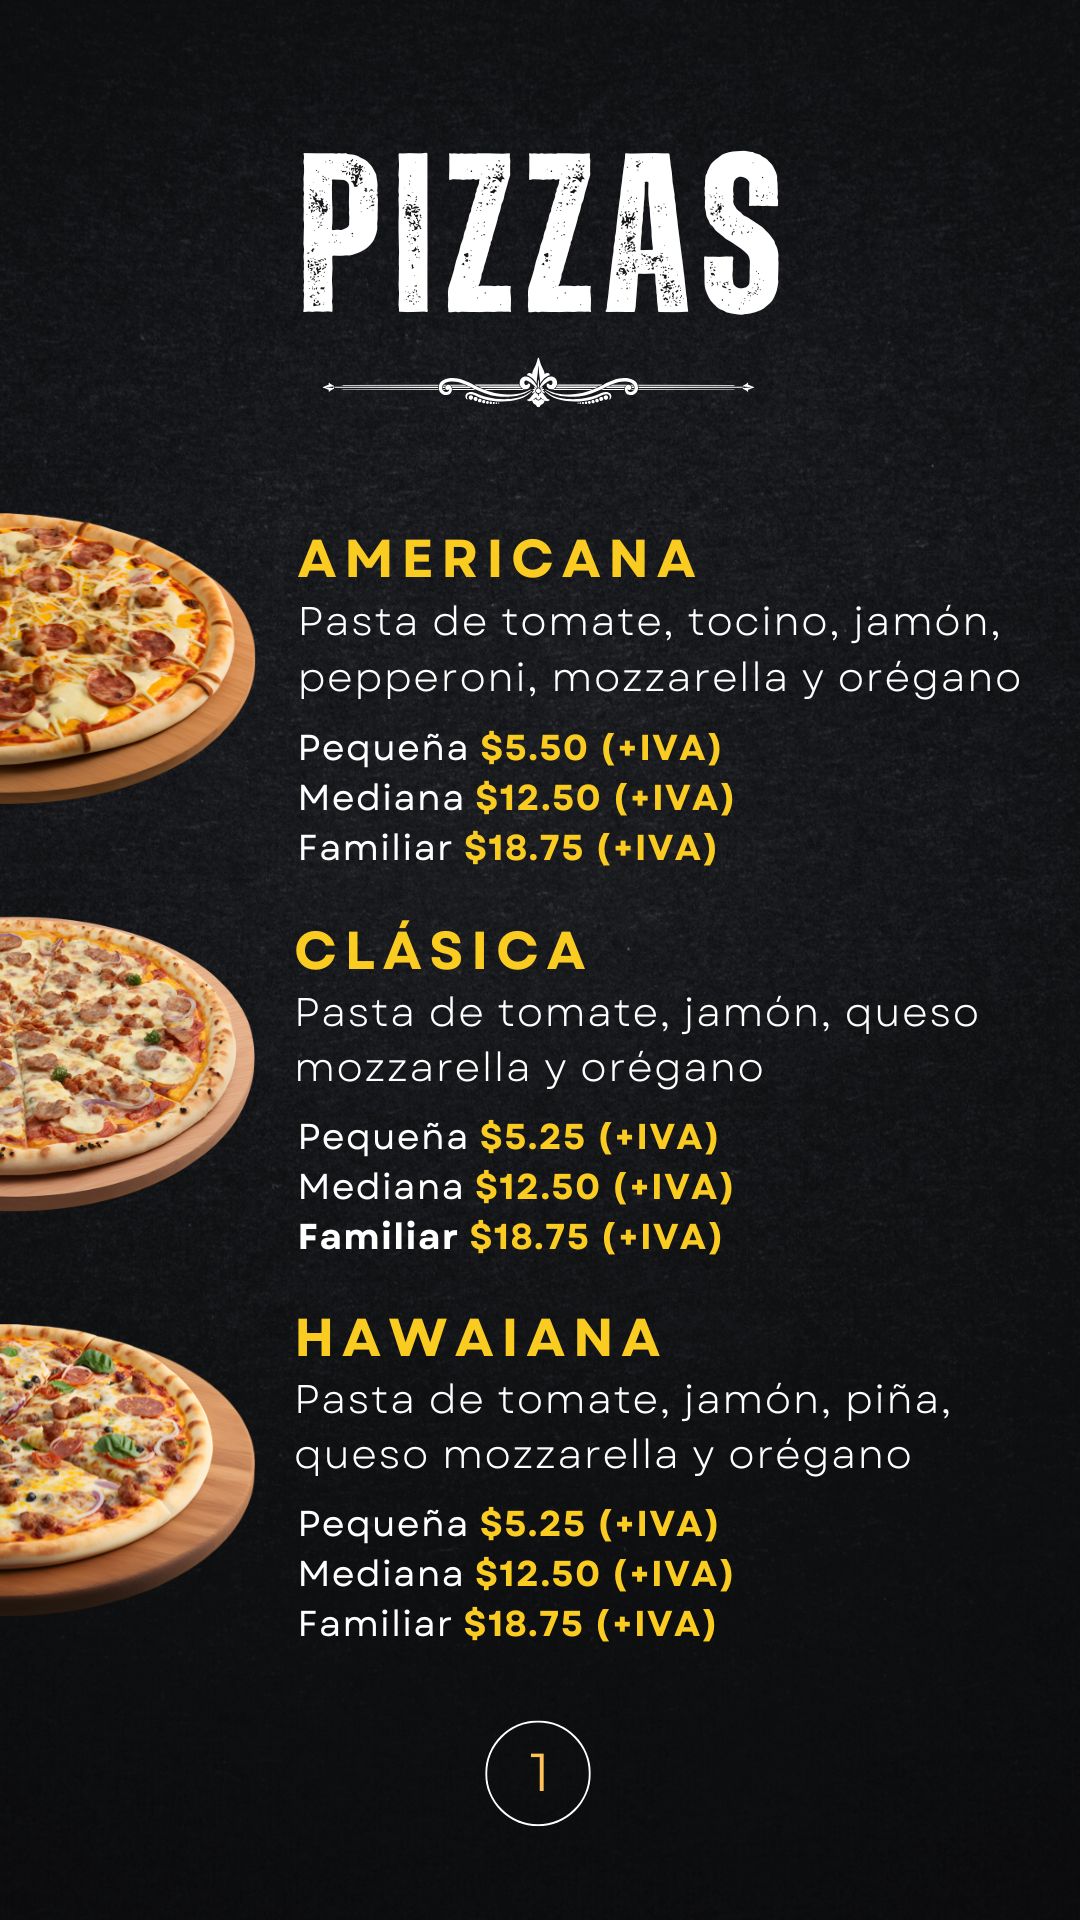 PIZZAS
AMERICANA
Pasta de tomate, tocino, jamón,
pepperoni, mozzarella y orégano
Pequeña $5.50 (+IVA)
Mediana $12.50 (+IVA)
Familiar $18.75 (+IVA)
CLÁSICA
Pasta de tomate, jamón, queso
mozzarella y orégano
Pequeña $5.25 (+IVA)
Mediana $12.50 (+IVA)
Familiar $18.75 (+IVA)
HAWAIANA
Pasta de tomate, jamón, piña,
queso mozzarella y orégano
Pequeña $5.25 (+IVA)
Mediana $12.50 (+IVA)
Familiar $18.75 (+IVA)
1